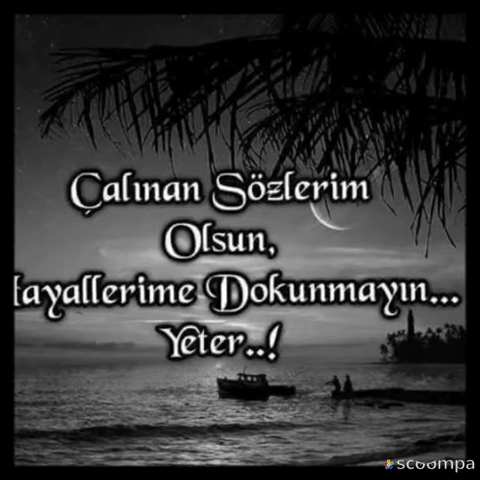 Çalınan Sözlerim
Olsun,
Hayallerime Dokunmayın...
Yeter..!
scoompa